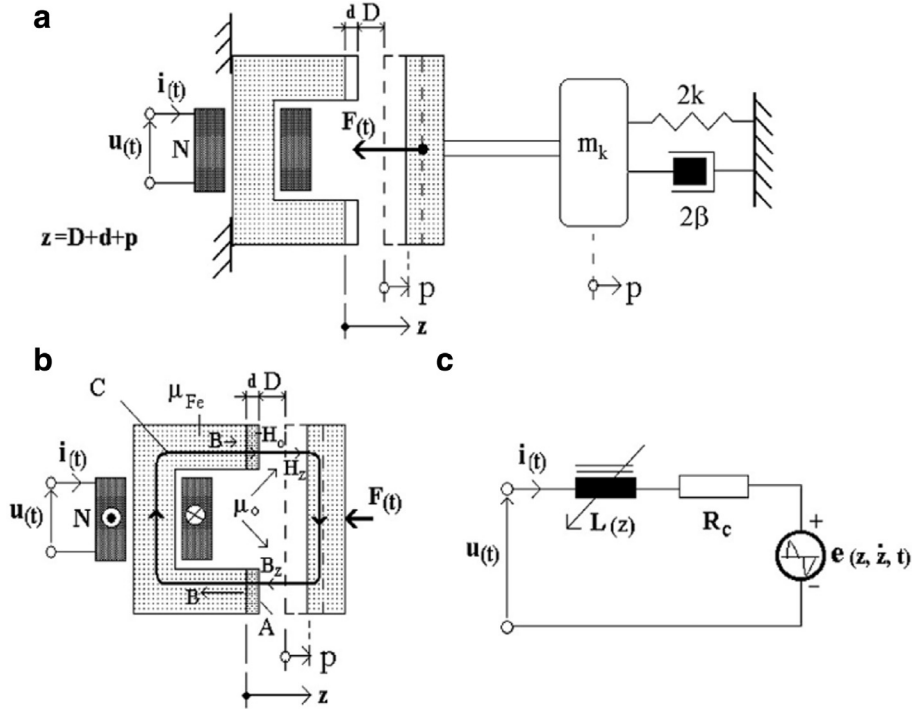 a
d D
i(t)
u(t)
N
F(t)
mk
2k
2β
z=D+d+p
p
p
z
b
C
μFe
d D
B
Ho
Hz
i(t)
u(t)
N
μo
F(t)
Bz
B
A
p
z
c
i(t)
u(t)
L(z)
Rc
+
e (z, ż, t)
−